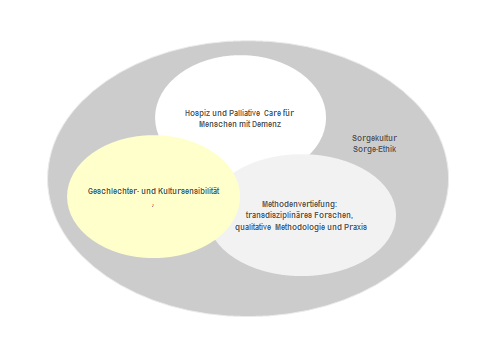 Hospiz und Palliative Care für
Menschen mit Demenz
Sorgekultur
Sorge-Ethik
Geschlechter- und Kultursensibilität
Methodenvertiefung:
transdisziplinäres Forschen,
qualitative Methodologie und Praxis